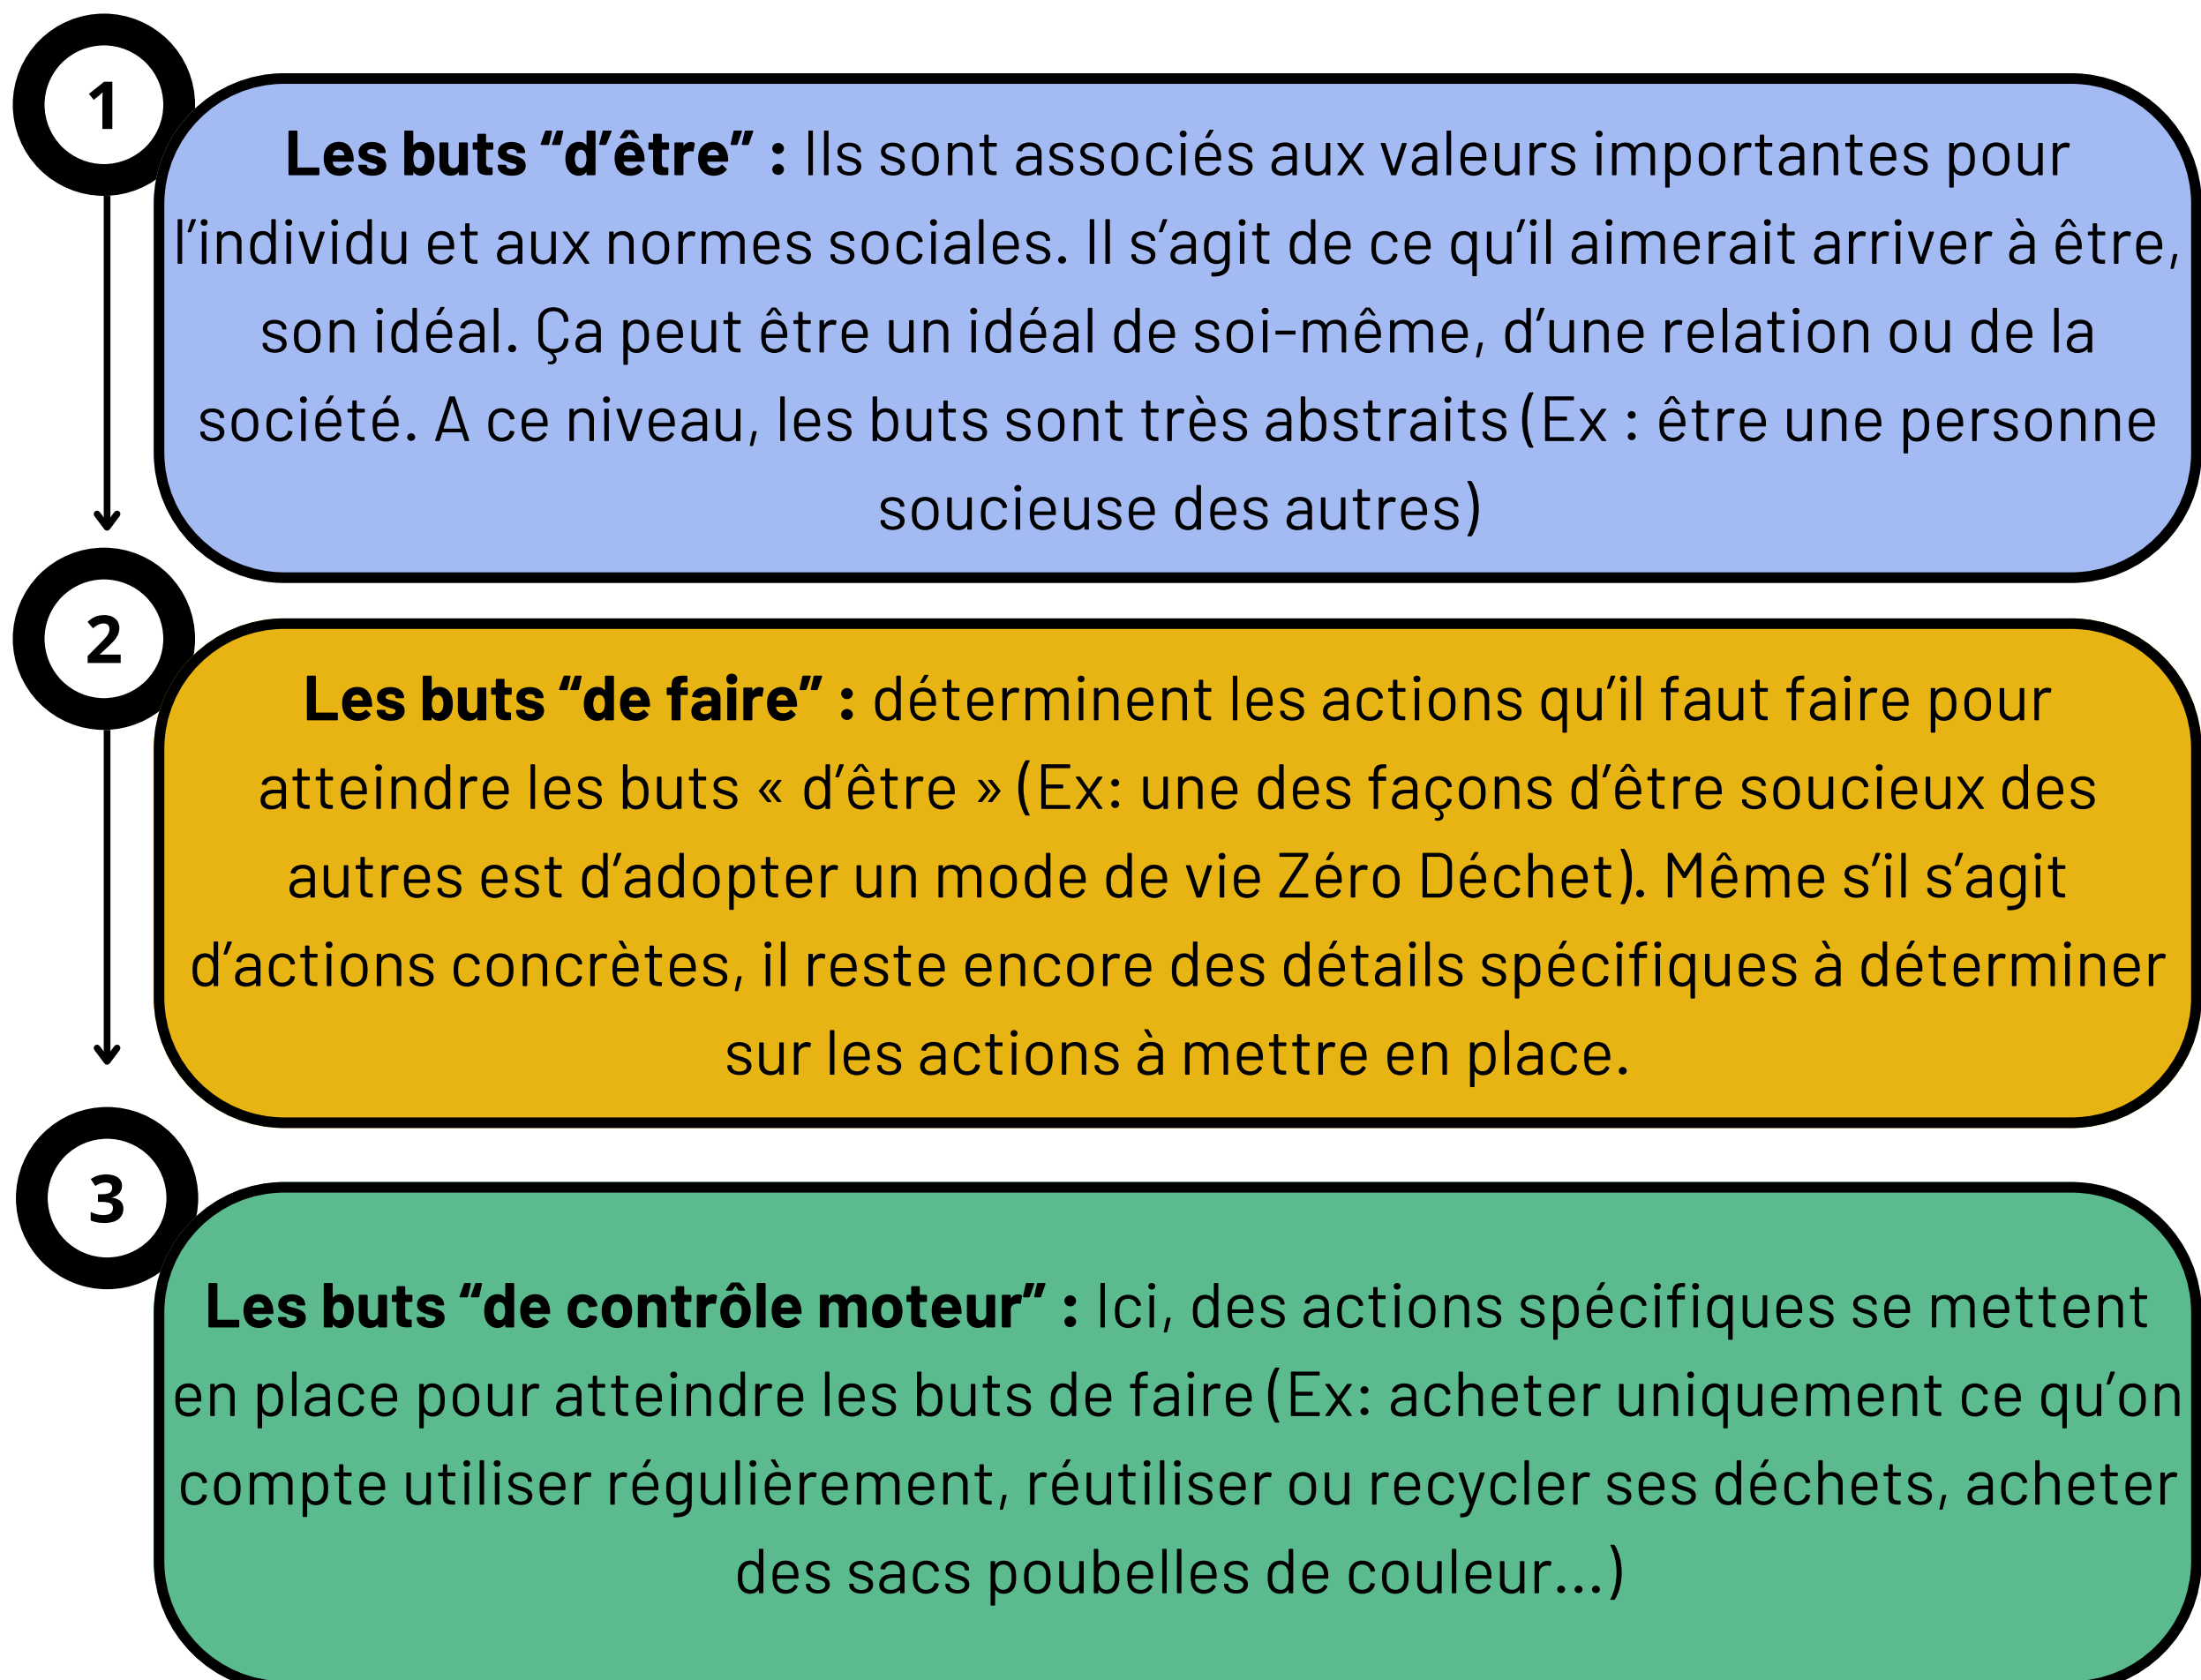 1
Les buts “d’être” : Ils sont associés aux valeurs importantes pour
l’individu et aux normes sociales. Il s’agit de ce qu’il aimerait arriver à être,
son idéal. Ça peut être un idéal de soi-même, d’une relation ou de la
société. A ce niveau, les buts sont très abstraits (Ex : être une personne
soucieuse des autres)
2
Les buts “de faire” : déterminent les actions qu’il faut faire pour
atteindre les buts « d’être » (Ex: une des façons d’être soucieux des
autres est d’adopter un mode de vie Zéro Déchet). Même s’il s’agit
d’actions concrètes, il reste encore des détails spécifiques à déterminer
sur les actions à mettre en place.
3
Les buts “de contrôle moteur” : Ici, des actions spécifiques se mettent
en place pour atteindre les buts de faire (Ex: acheter uniquement ce qu’on
compte utiliser régulièrement, réutiliser ou recycler ses déchets, acheter
des sacs poubelles de couleur...)